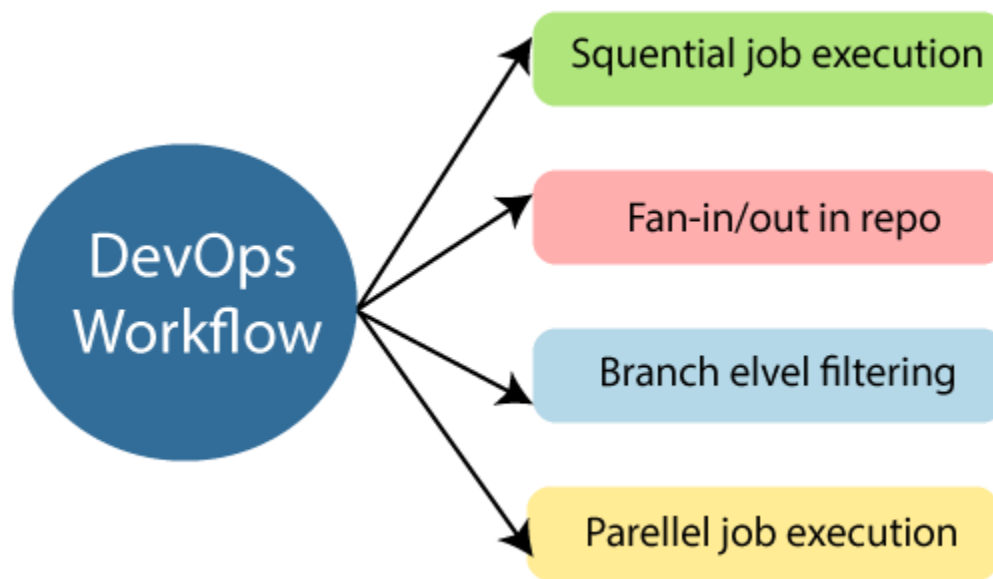 DevOps
Workflow
Squential job execution
Fan-in/out in repo
Branch elvel filtering
Parellel job execution